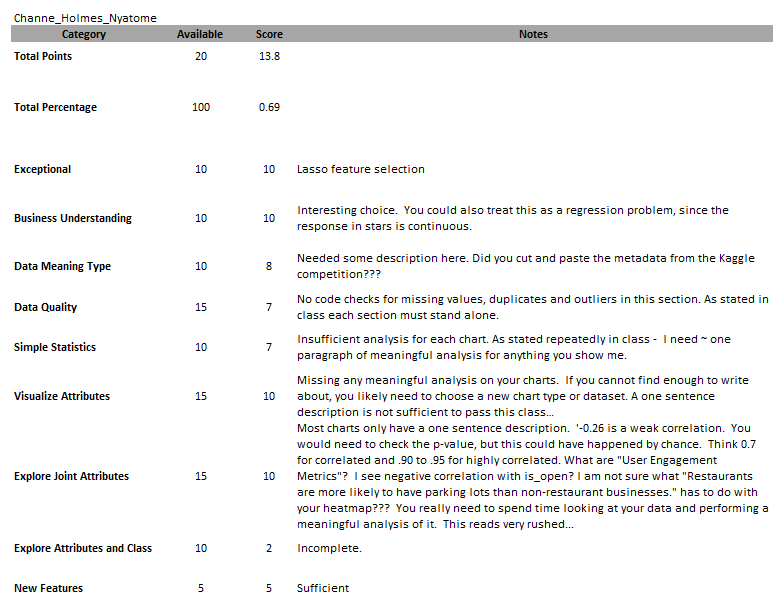 Channe_Holmes_Nyatome
Category Available Score Notes
Total Points 20 13.8
Total Percentage 100 0.69
Exceptional 10 10 Lasso feature selection
Business Understanding 10 10 Interesting choice.  You could also treat this as a regression problem, since the
response in stars is continuous.
Data Meaning Type 10 8 Needed some description here. Did you cut and paste the metadata from the Kaggle
competition???
Data Quality 15 7 No code checks for missing values, duplicates and outliers in this section. As stated in
class each section must stand alone.
Simple Statistics 10 7 Insufficient analysis for each chart. As stated repeatedly in class -  I need ~ one
paragraph of meaningful analysis for anything you show me.
Visualize Attributes 15 10 Missing any meaningful analysis on your charts.  If you cannot find enough to write
about, you likely need to choose a new chart type or dataset. A one sentence
description is not sufficient to pass this class...
Explore Joint Attributes 15 10 Most charts only have a one sentence description.  '-0.26 is a weak correlation.  You
would need to check the p-value, but this could have happened by chance.  Think 0.7
for correlated and .90 to .95 for highly correlated. What are "User Engagement
Metrics"?  I see negative correlation with is_open? I am not sure what "Restaurants
are more likely to have parking lots than non-restaurant businesses." has to do with
your heatmap???  You really need to spend time looking at your data and performing a
meaningful analysis of it.  This reads very rushed...
Explore Attributes and Class 10 2 Incomplete.
New Features 5 5 Sufficient